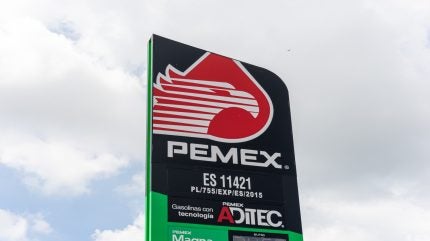 PEMEX®
ES 11421
PL/755/EXP/ES/2015
Gasolinas con
tecnología
PEMEX
ADITEC
PEMEX
Magna